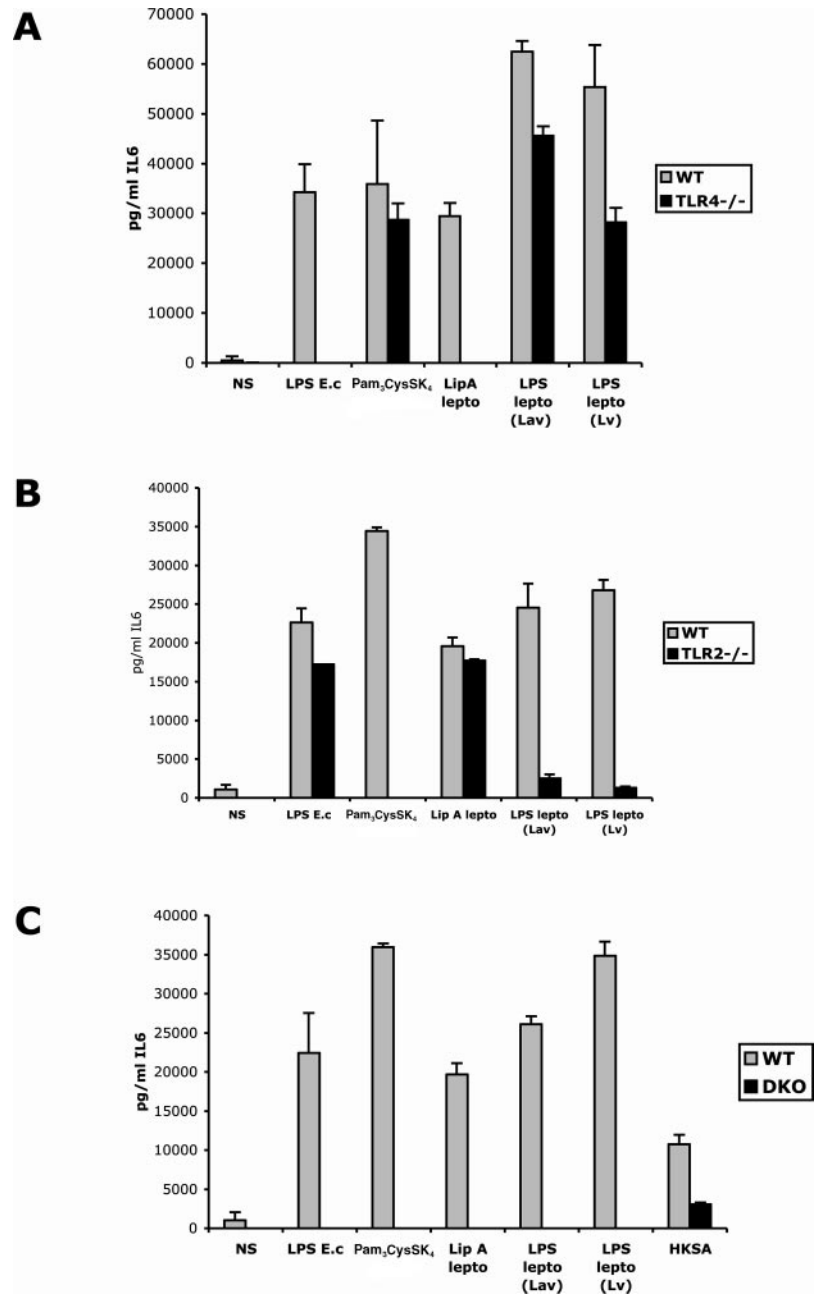 A
70000
60000
50000
40000
30000
20000
10000
0
pg/ml IL6
NS LPS E.c Pam₃CysSK₄ LipA LPS LPS
lepto lepto lepto
(Lav) (Lv)
WT
TLR4-/-
B
40000
35000
30000
25000
20000
15000
10000
5000
0
pg/ml IL6
NS LPS E.c Pam₃CysSK₄ Lip A lepto LPS lepto LPS lepto
(Lav) (Lv)
WT
TLR2-/-
C
40000
35000
30000
25000
20000
15000
10000
5000
0
pg/ml IL6
NS LPS E.c Pam₃CysSK₄ Lip A LPS LPS HKSA
lepto lepto lepto
(Lav) (Lv)
WT
DKO